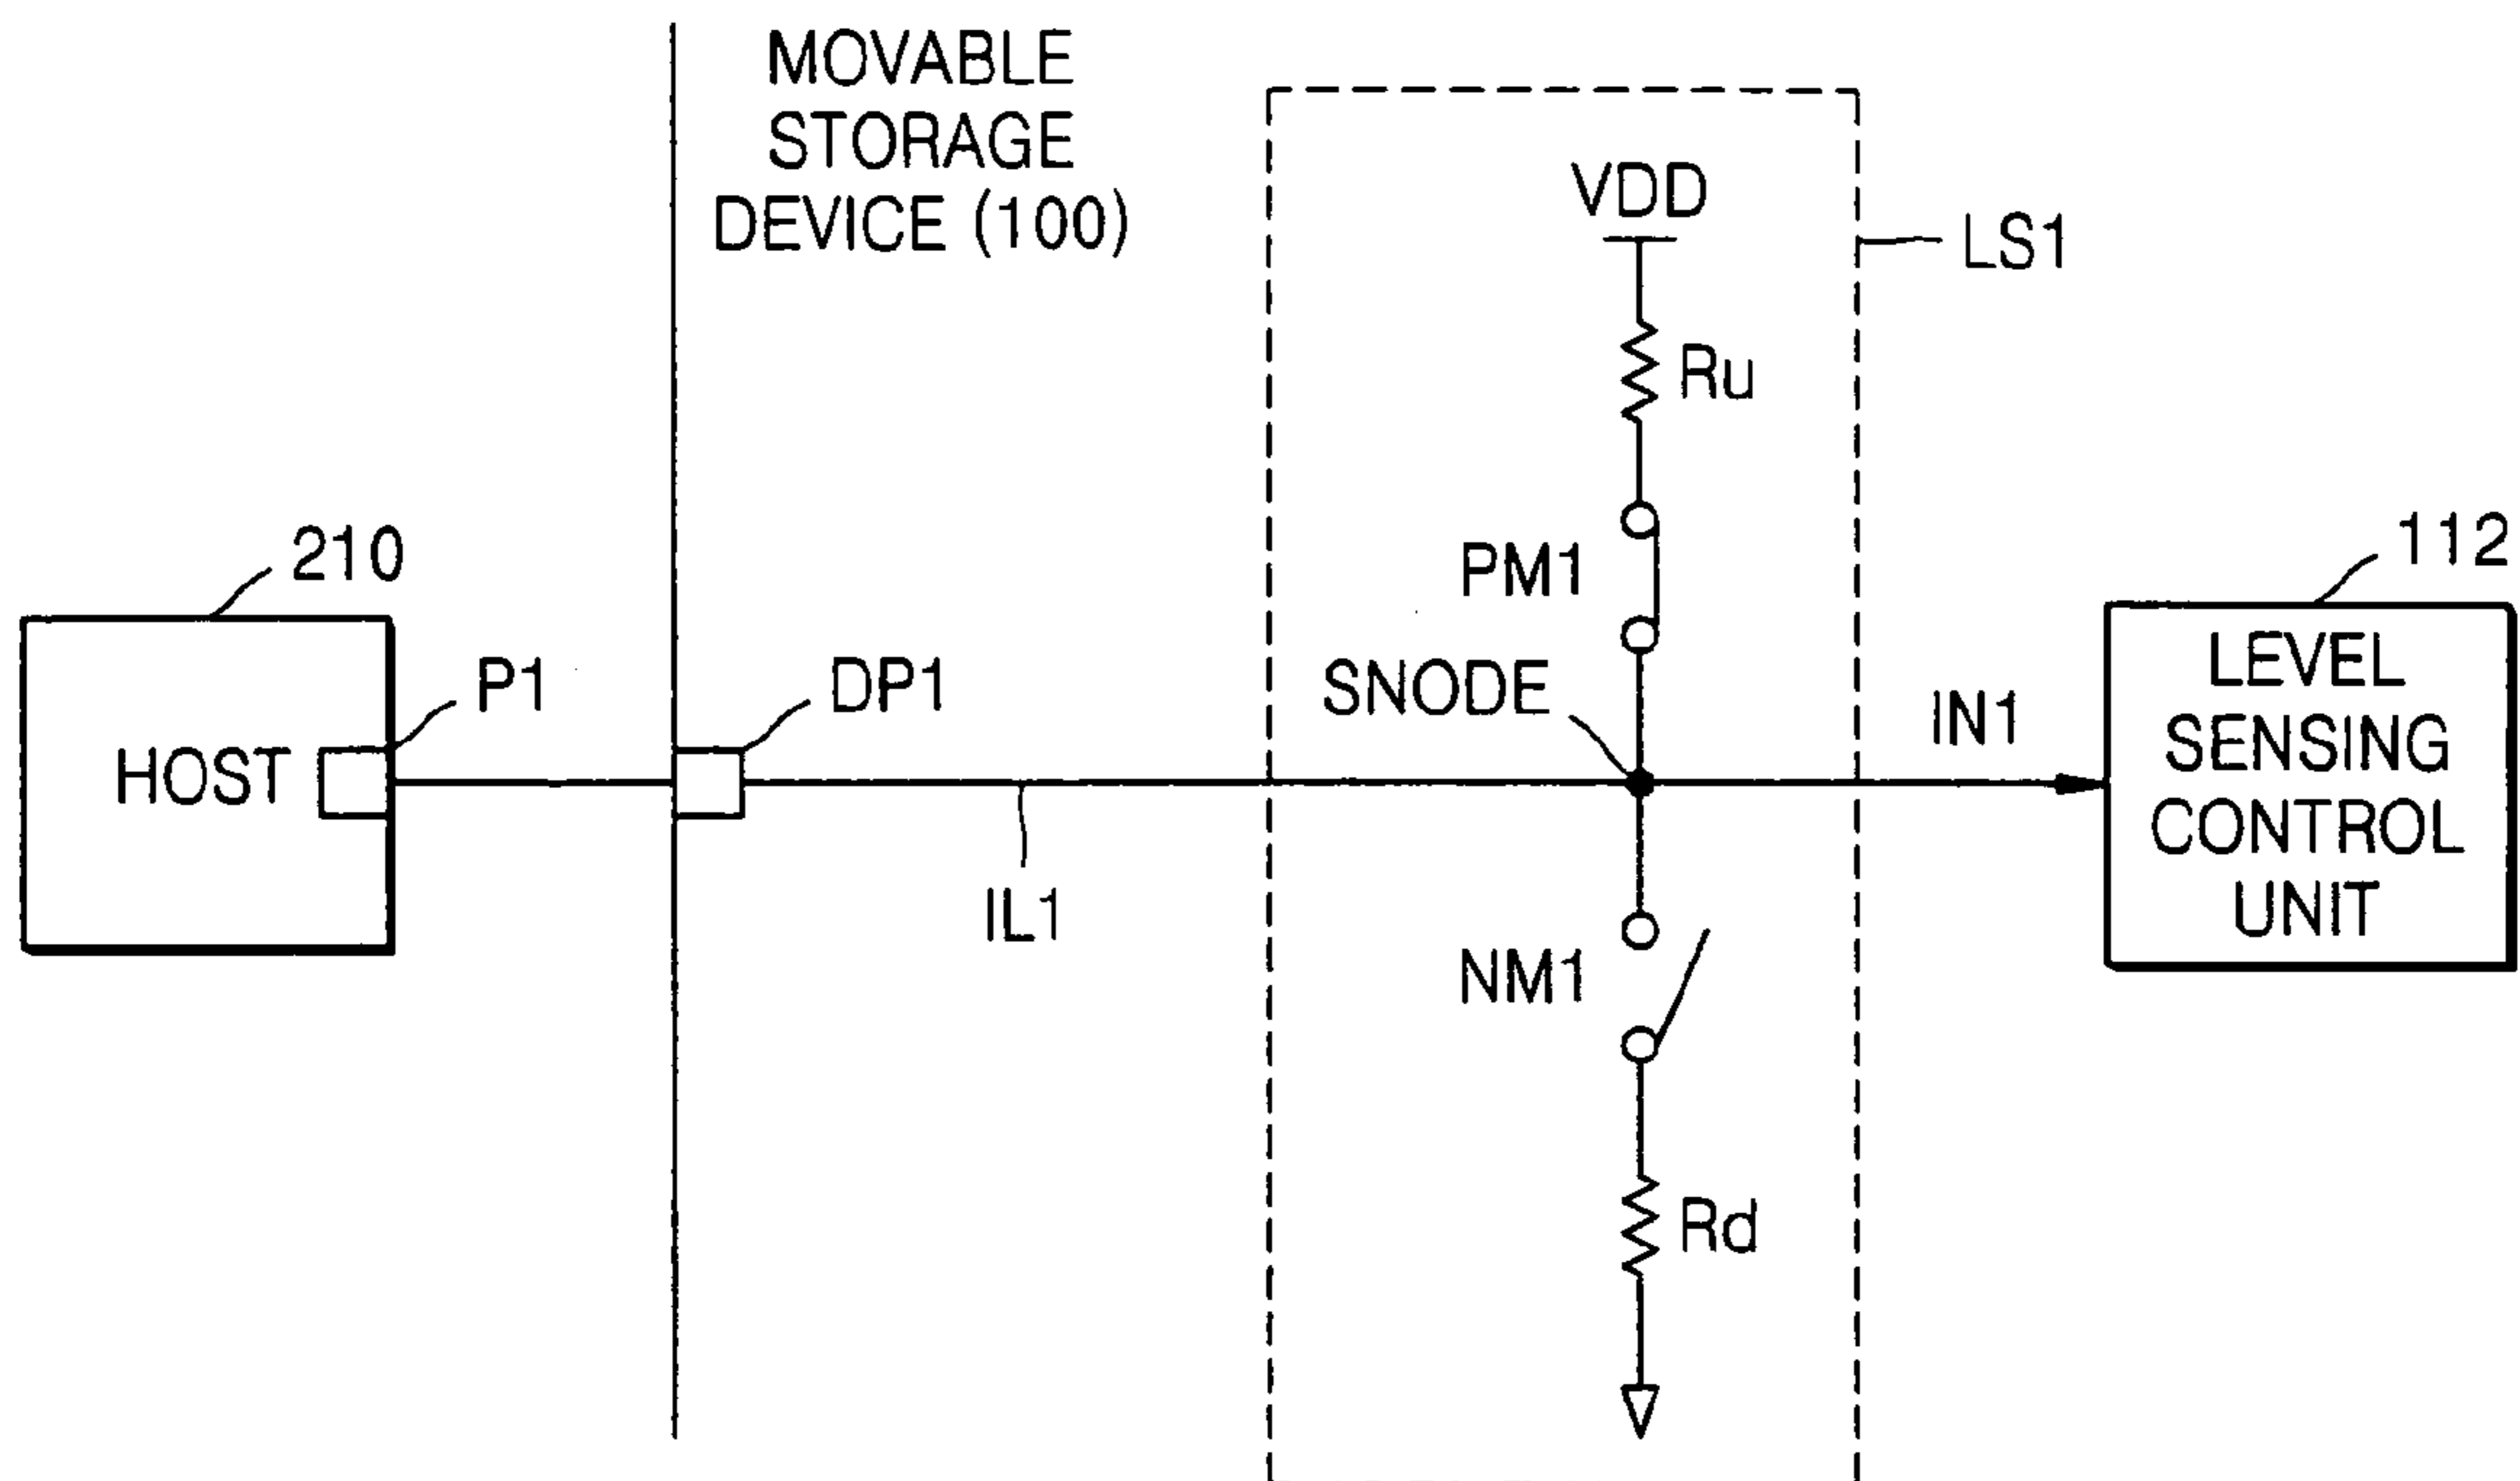 MOVABLE
STORAGE
DEVICE (100)
VDD
LS1
Ru
210
PM1
112
P1
DP1
SNODE
IN1
HOST
LEVEL
SENSING
CONTROL
UNIT
IL1
NM1
Rd